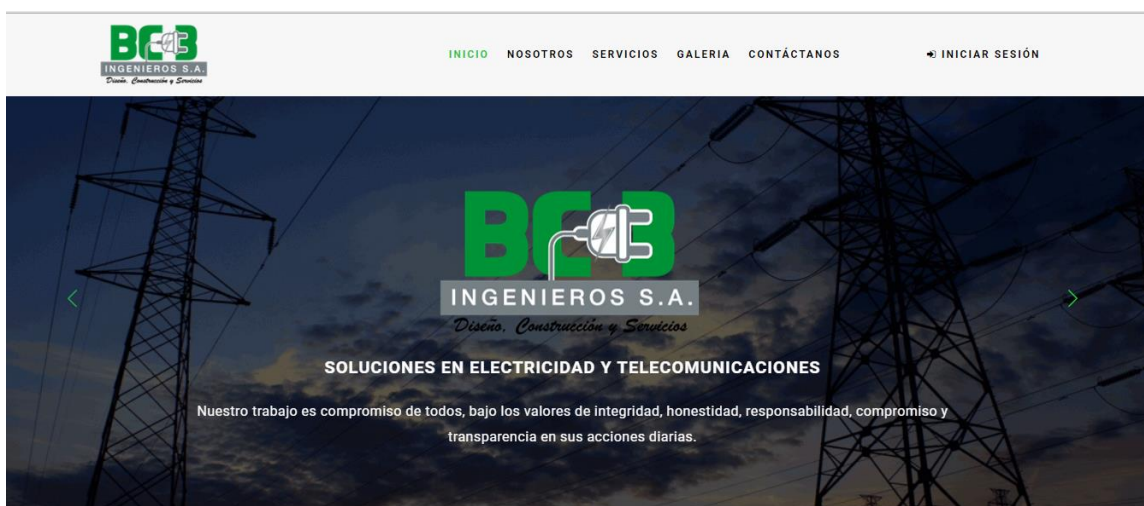 BCB
INGENIEROS S.A.
Diseño, Construcción y Servicios
INICIO NOSOTROS SERVICIOS GALERIA CONTÁCTANOS INICIAR SESIÓN
BCB
INGENIEROS S.A.
Diseño, Construcción y Servicios
SOLUCIONES EN ELECTRICIDAD Y TELECOMUNICACIONES
Nuestro trabajo es compromiso de todos, bajo los valores de integridad, honestidad, responsabilidad, compromiso y
transparencia en sus acciones diarias.